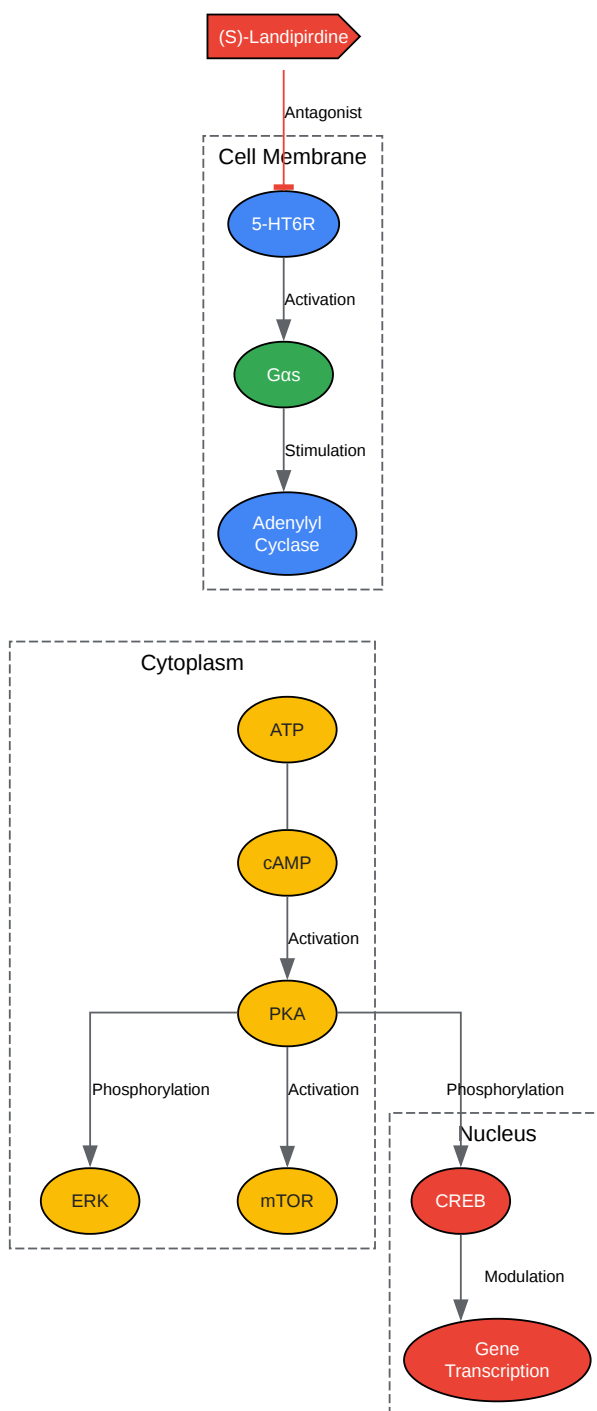 (S)-Landipirdine
Antagonist
Cell Membrane
5-HT6R
Activation
Gαs
Stimulation
Adenylyl
Cyclase
Cytoplasm
ATP
cAMP
Activation
PKA
Phosphorylation
Activation
Phosphorylation
Nucleus
ERK
mTOR
CREB
Modulation
Gene
Transcription